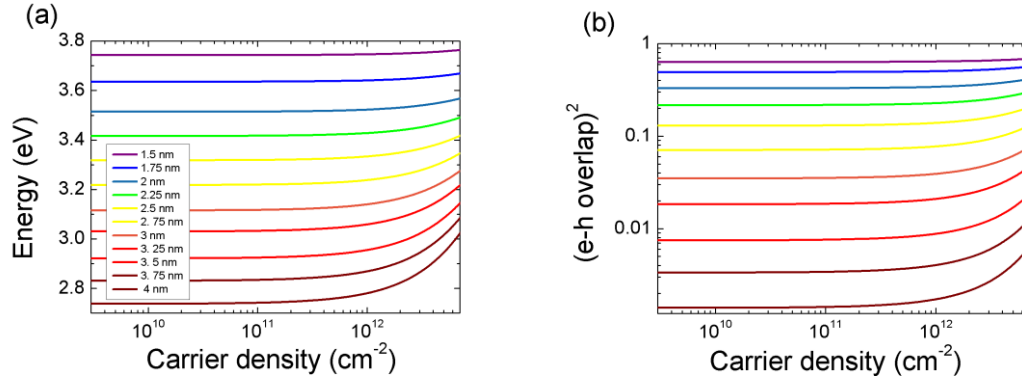 (a)
3.8
3.6
3.4
3.2
3.0
2.8
Energy (eV)
1.5 nm
1.75 nm
2 nm
2.25 nm
2.5 nm
2. 75 nm
3 nm
3. 25 nm
3. 5 nm
3. 75 nm
4 nm
10^10
10^11
10^12
Carrier density (cm^-2)
(b)
1
0.1
0.01
(e-h overlap)^2
10^10
10^11
10^12
Carrier density (cm^-2)